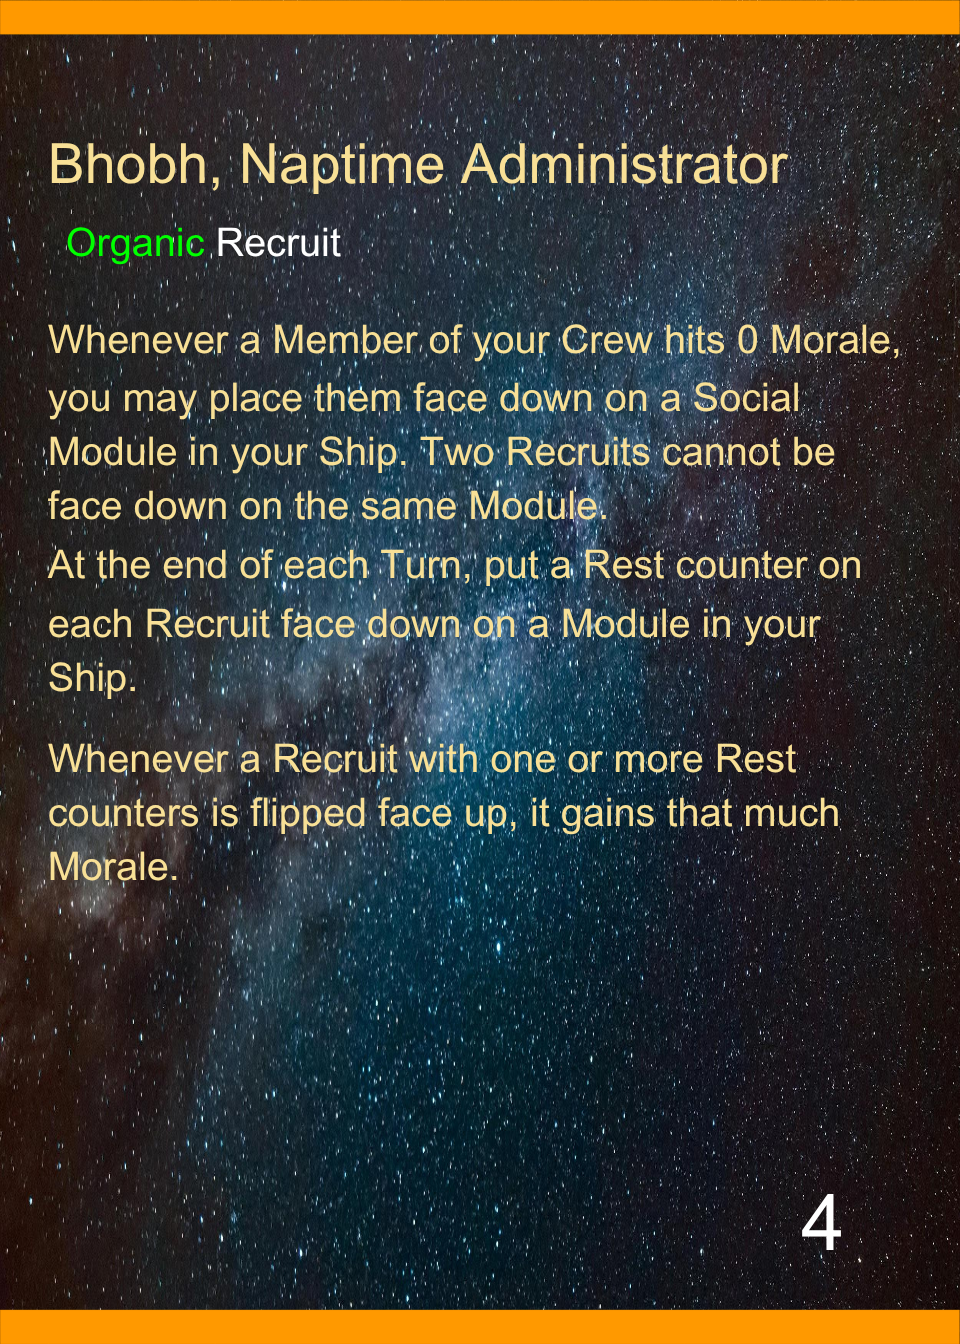 Bhobh, Naptime Administrator
Organic Recruit
Whenever a Member of your Crew hits 0 Morale,
you may place them face down on a Social
Module in your Ship. Two Recruits cannot be
face down on the same Module.
At the end of each Turn, put a Rest counter on
each Recruit face down on a Module in your
Ship.
Whenever a Recruit with one or more Rest
counters is flipped face up, it gains that much
Morale.
4